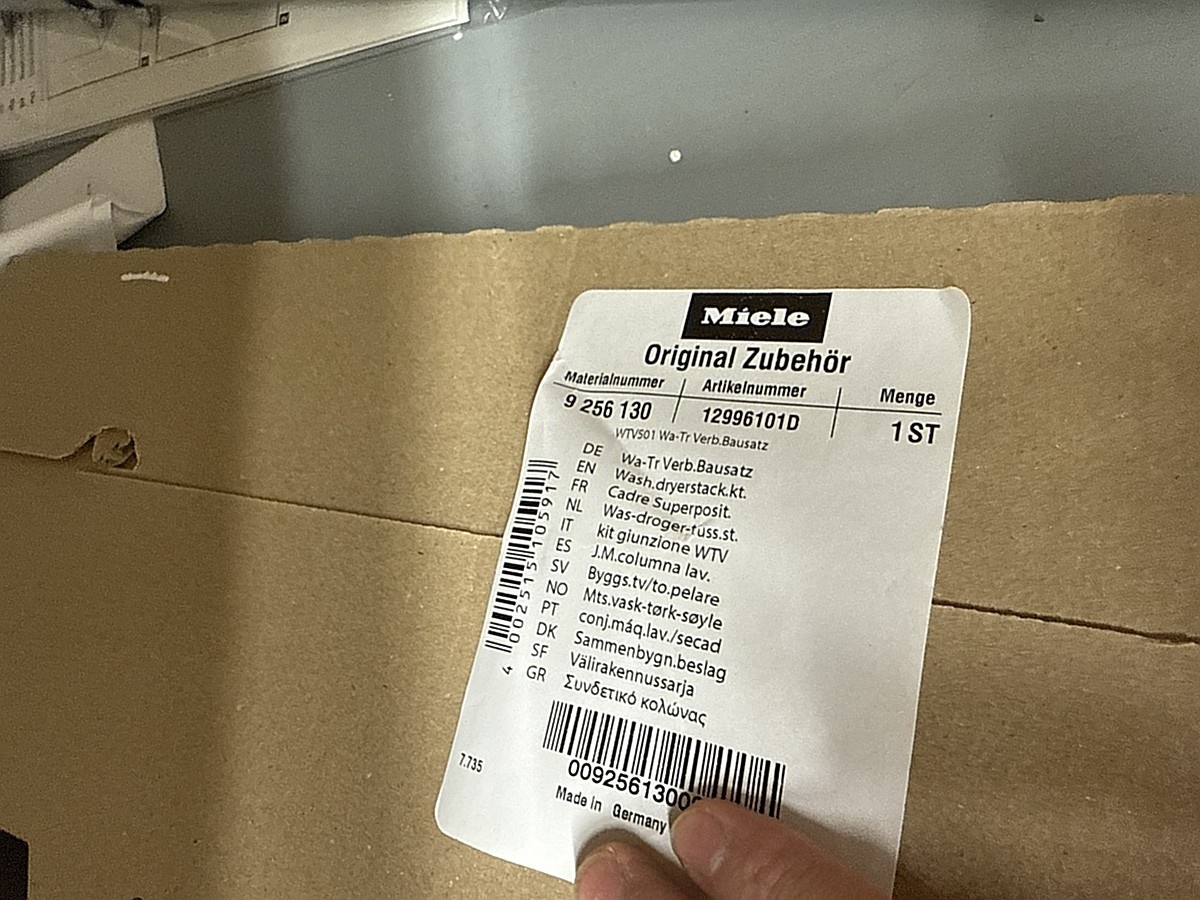 Miele
Original Zubehör
Materialnummer Artikelnummer Menge
9 256 130 12996101D 1 ST
WTV501 Wa-Tr Verb.Bausatz
DE Wa-Tr Verb.Bausatz
EN Wash.dryerstack.kt.
FR Cadre Superposit.
NL Was-droger-tuss.st.
IT kit giunzione WTV
ES J.M.columna lav.
SV Byggs.tv/to.pelare
NO Mts.vask-tørk-søyle
PT conj.máq.lav./secad
DK Sammenbygn.beslag
SF Välirakennussarja
GR Συνδετικό κολώνας
4 002515 105917
7.735
Made in Germany